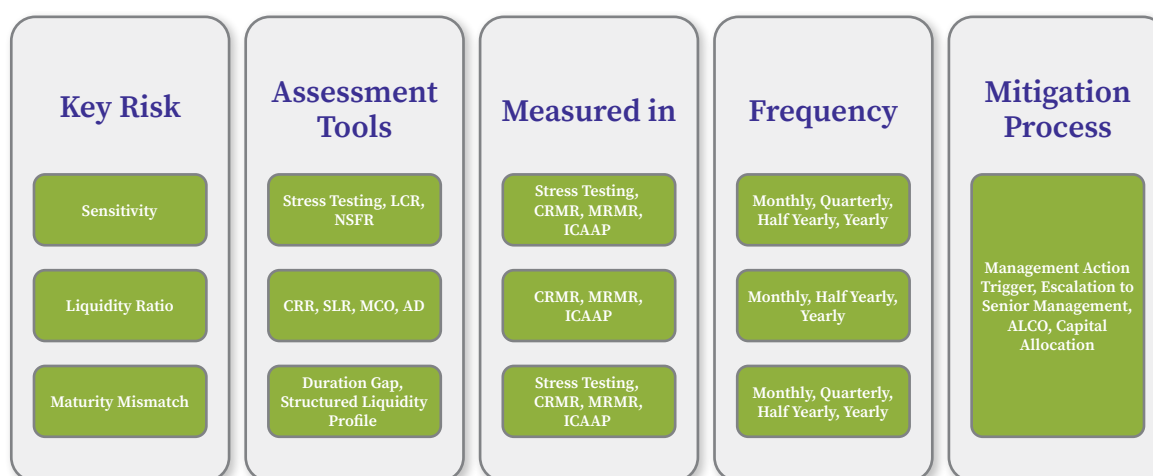 Key Risk
Sensitivity
Liquidity Ratio
Maturity Mismatch
Assessment
Tools
Stress Testing, LCR,
NSFR
CRR, SLR, MCO, AD
Duration Gap,
Structured Liquidity
Profile
Measured in
Stress Testing,
CRMR, MRMR,
ICAAP
CRMR, MRMR,
ICAAP
Stress Testing,
CRMR, MRMR,
ICAAP
Frequency
Monthly, Quarterly,
Half Yearly, Yearly
Monthly, Half Yearly,
Yearly
Monthly, Quarterly,
Half Yearly, Yearly
Mitigation
Process
Management Action
Trigger, Escalation to
Senior Management,
ALCO, Capital
Allocation